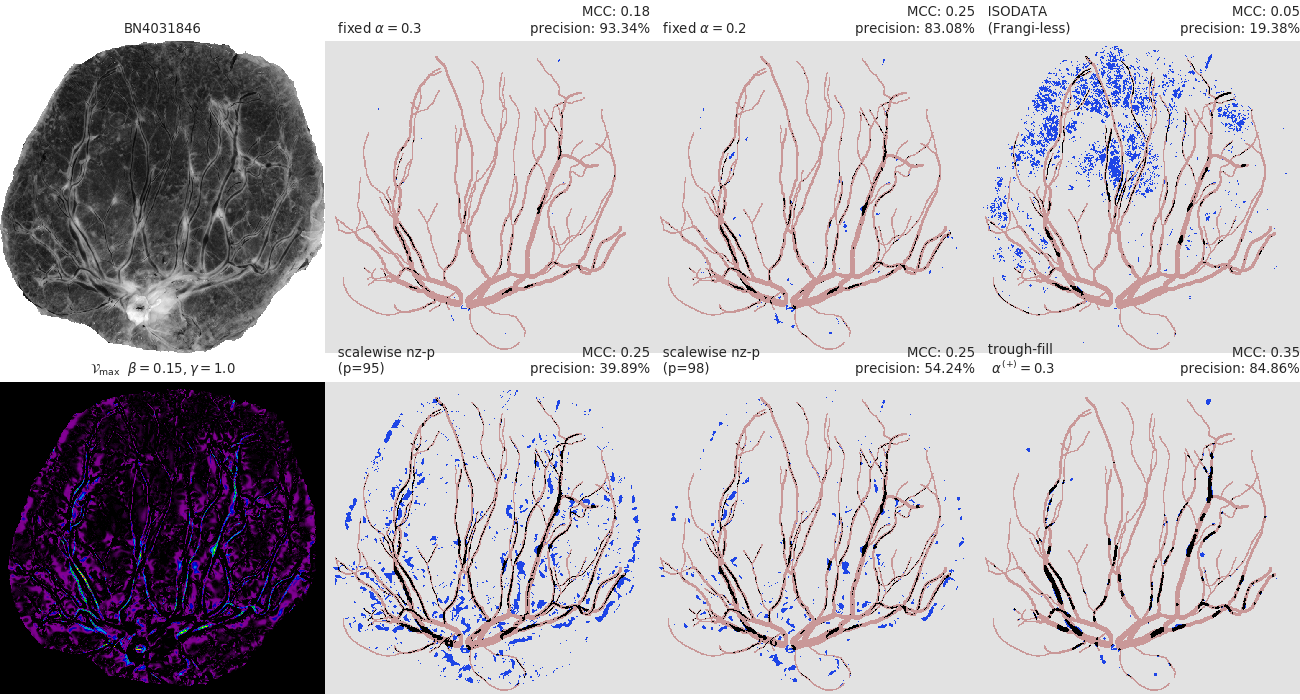 BN4031846
fixed α = 0.3
MCC: 0.18
precision: 93.34%
fixed α = 0.2
MCC: 0.25
precision: 83.08%
ISODATA
(Frangi-less)
MCC: 0.05
precision: 19.38%
𝒱max β = 0.15, γ = 1.0
scalewise nz-p
(p=95)
MCC: 0.25
precision: 39.89%
scalewise nz-p
(p=98)
MCC: 0.25
precision: 54.24%
trough-fill
α(+) = 0.3
MCC: 0.35
precision: 84.86%